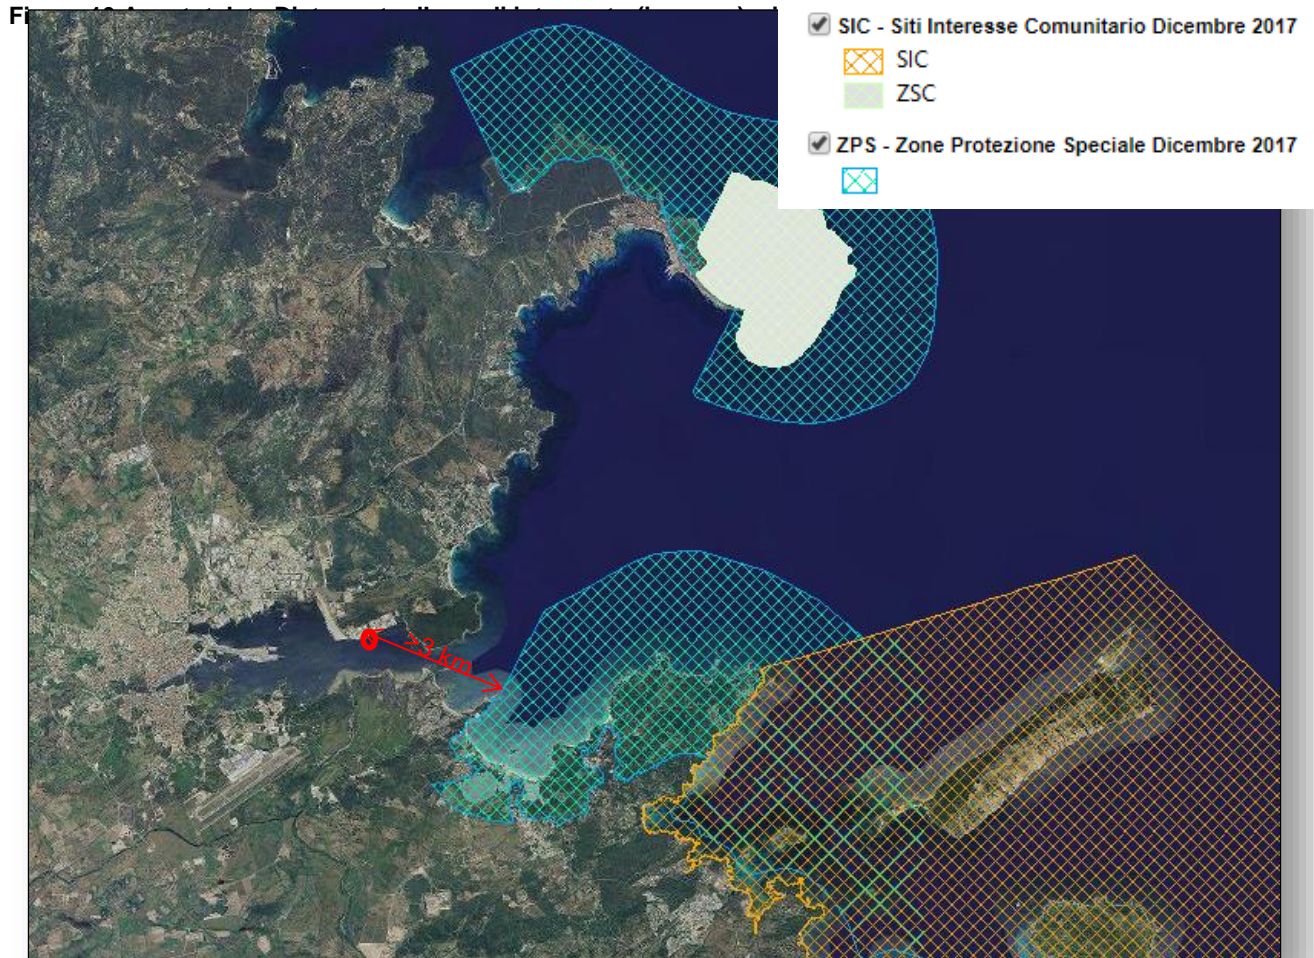 SIC - Siti Interesse Comunitario Dicembre 2017
SIC
ZSC
ZPS - Zone Protezione Speciale Dicembre 2017
>3 km